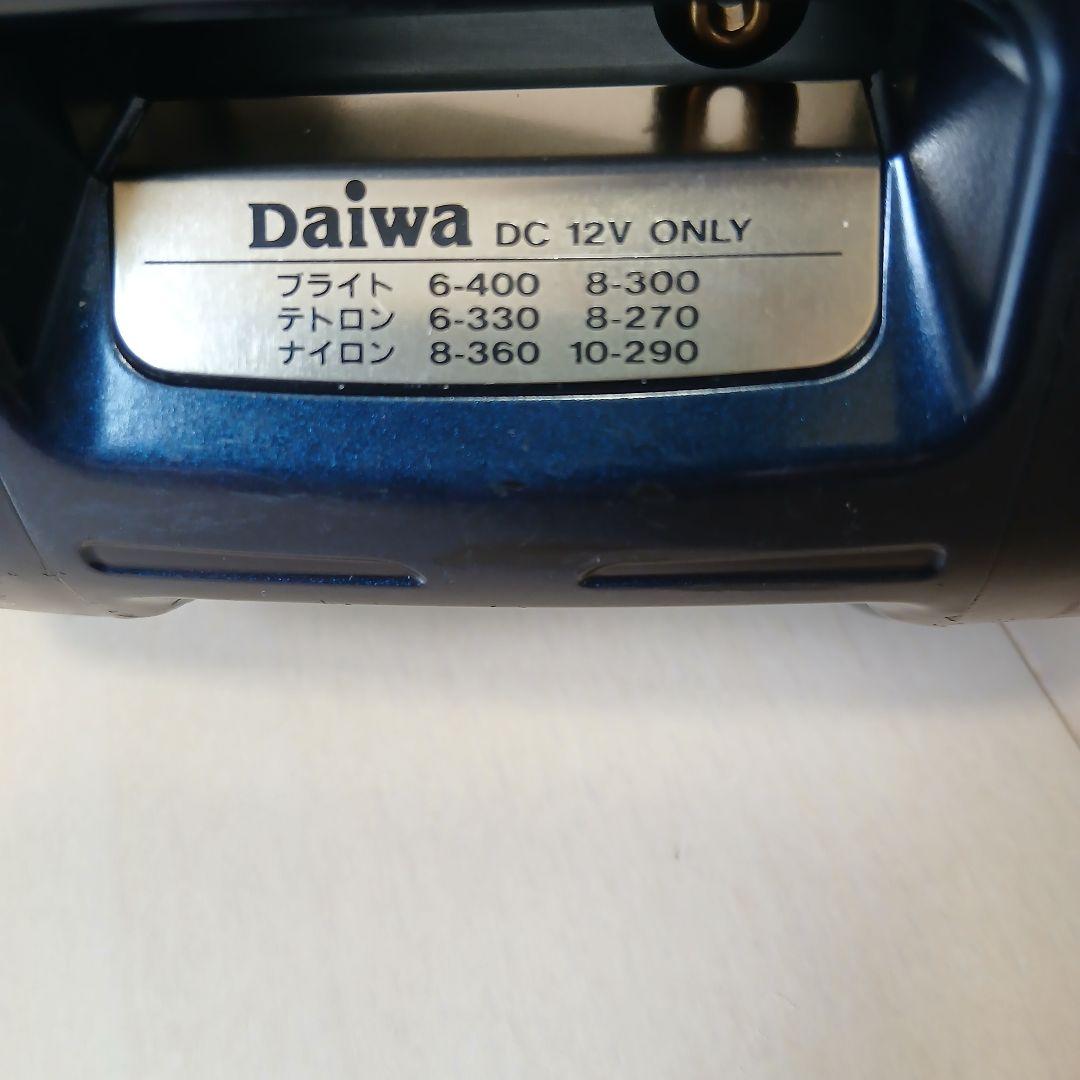 Daiwa DC 12V ONLY
ブライト 6-400 8-300
テトロン 6-330 8-270
ナイロン 8-360 10-290